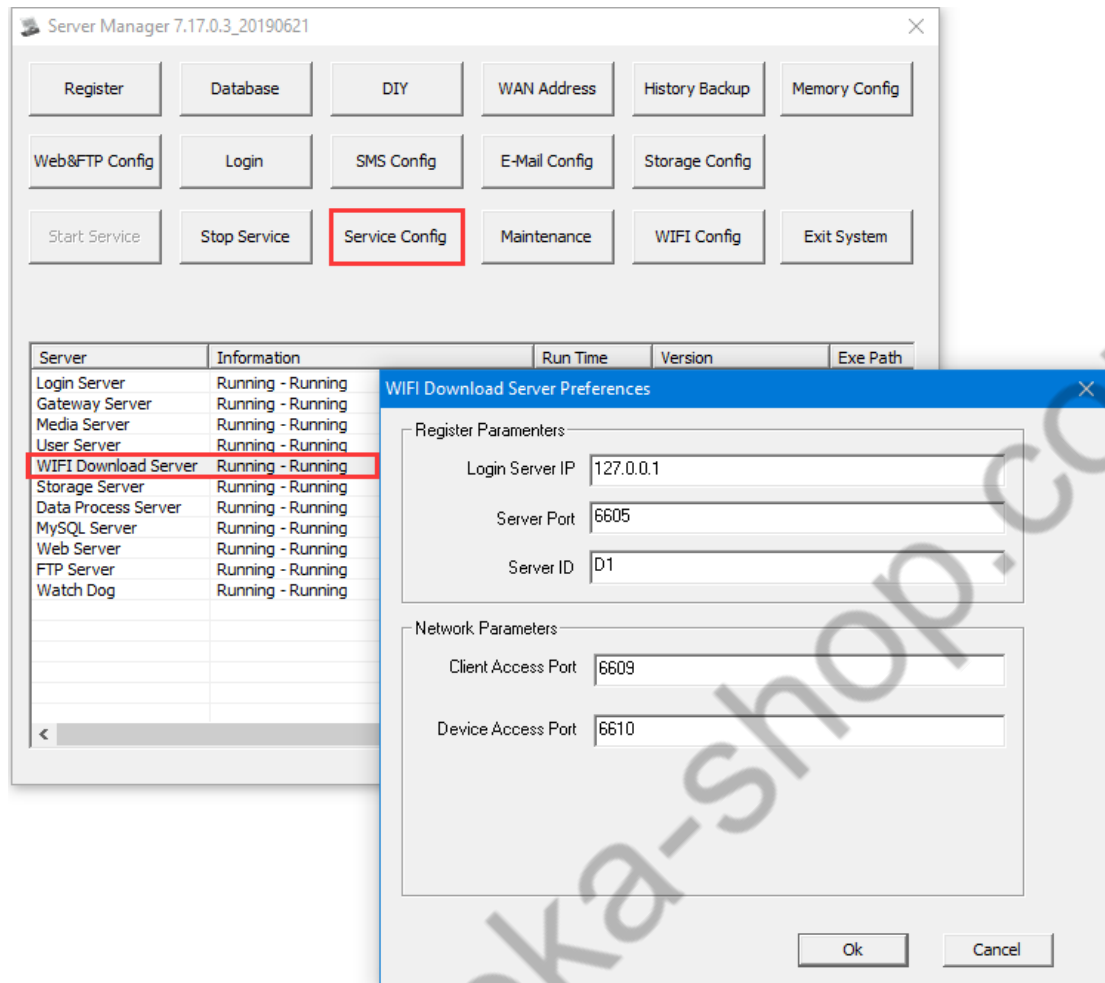 Server Manager 7.17.0.3_20190621
Register Database DIY WAN Address History Backup Memory Config
Web&FTP Config Login SMS Config E-Mail Config Storage Config
Start Service Stop Service Service Config Maintenance WIFI Config Exit System
Server Information Run Time Version Exe Path
Login Server Running - Running
Gateway Server Running - Running
Media Server Running - Running
User Server Running - Running
WIFI Download Server Running - Running
Storage Server Running - Running
Data Process Server Running - Running
MySQL Server Running - Running
Web Server Running - Running
FTP Server Running - Running
Watch Dog Running - Running
WIFI Download Server Preferences
Register Paramenters
Login Server IP 127.0.0.1
Server Port 6605
Server ID D1
Network Parameters
Client Access Port 6609
Device Access Port 6610
Ok Cancel
ka-shop.co